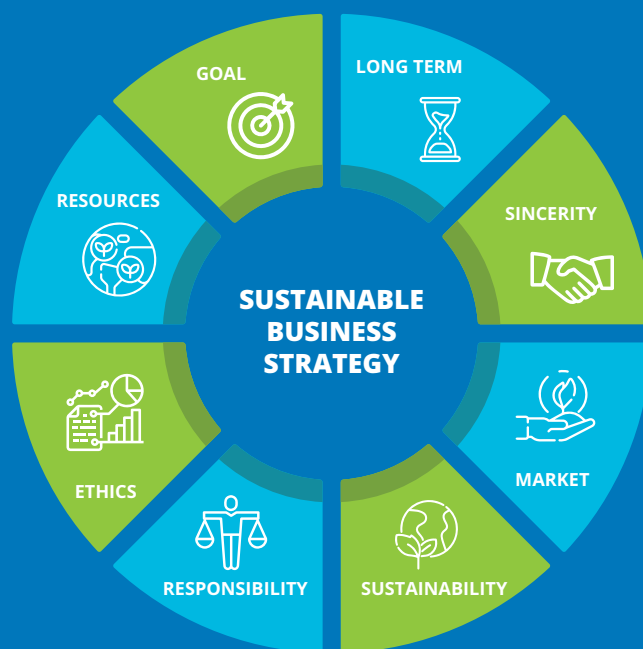 GOAL
LONG TERM
RESOURCES
SINCERITY
SUSTAINABLE
BUSINESS
STRATEGY
ETHICS
MARKET
RESPONSIBILITY
SUSTAINABILITY